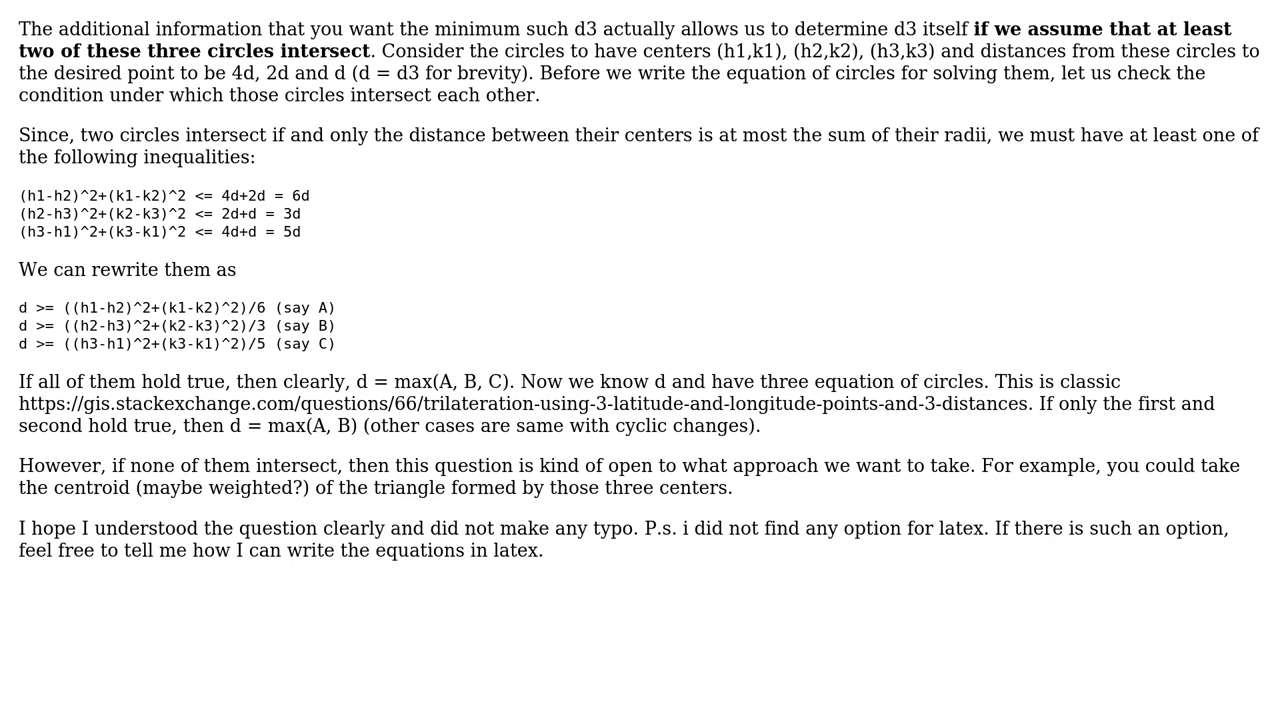 The additional information that you want the minimum such d3 actually allows us to determine d3 itself if we assume that at least
two of these three circles intersect. Consider the circles to have centers (h1,k1), (h2,k2), (h3,k3) and distances from these circles to
the desired point to be 4d, 2d and d (d = d3 for brevity). Before we write the equation of circles for solving them, let us check the
condition under which those circles intersect each other.
Since, two circles intersect if and only the distance between their centers is at most the sum of their radii, we must have at least one of
the following inequalities:
(h1-h2)^2+(k1-k2)^2 <= 4d+2d = 6d
(h2-h3)^2+(k2-k3)^2 <= 2d+d = 3d
(h3-h1)^2+(k3-k1)^2 <= 4d+d = 5d
We can rewrite them as
d >= ((h1-h2)^2+(k1-k2)^2)/6 (say A)
d >= ((h2-h3)^2+(k2-k3)^2)/3 (say B)
d >= ((h3-h1)^2+(k3-k1)^2)/5 (say C)
If all of them hold true, then clearly, d = max(A, B, C). Now we know d and have three equation of circles. This is classic
https://gis.stackexchange.com/questions/66/trilateration-using-3-latitude-and-longitude-points-and-3-distances. If only the first and
second hold true, then d = max(A, B) (other cases are same with cyclic changes).
However, if none of them intersect, then this question is kind of open to what approach we want to take. For example, you could take
the centroid (maybe weighted?) of the triangle formed by those three centers.
I hope I understood the question clearly and did not make any typo. P.s. i did not find any option for latex. If there is such an option,
feel free to tell me how I can write the equations in latex.